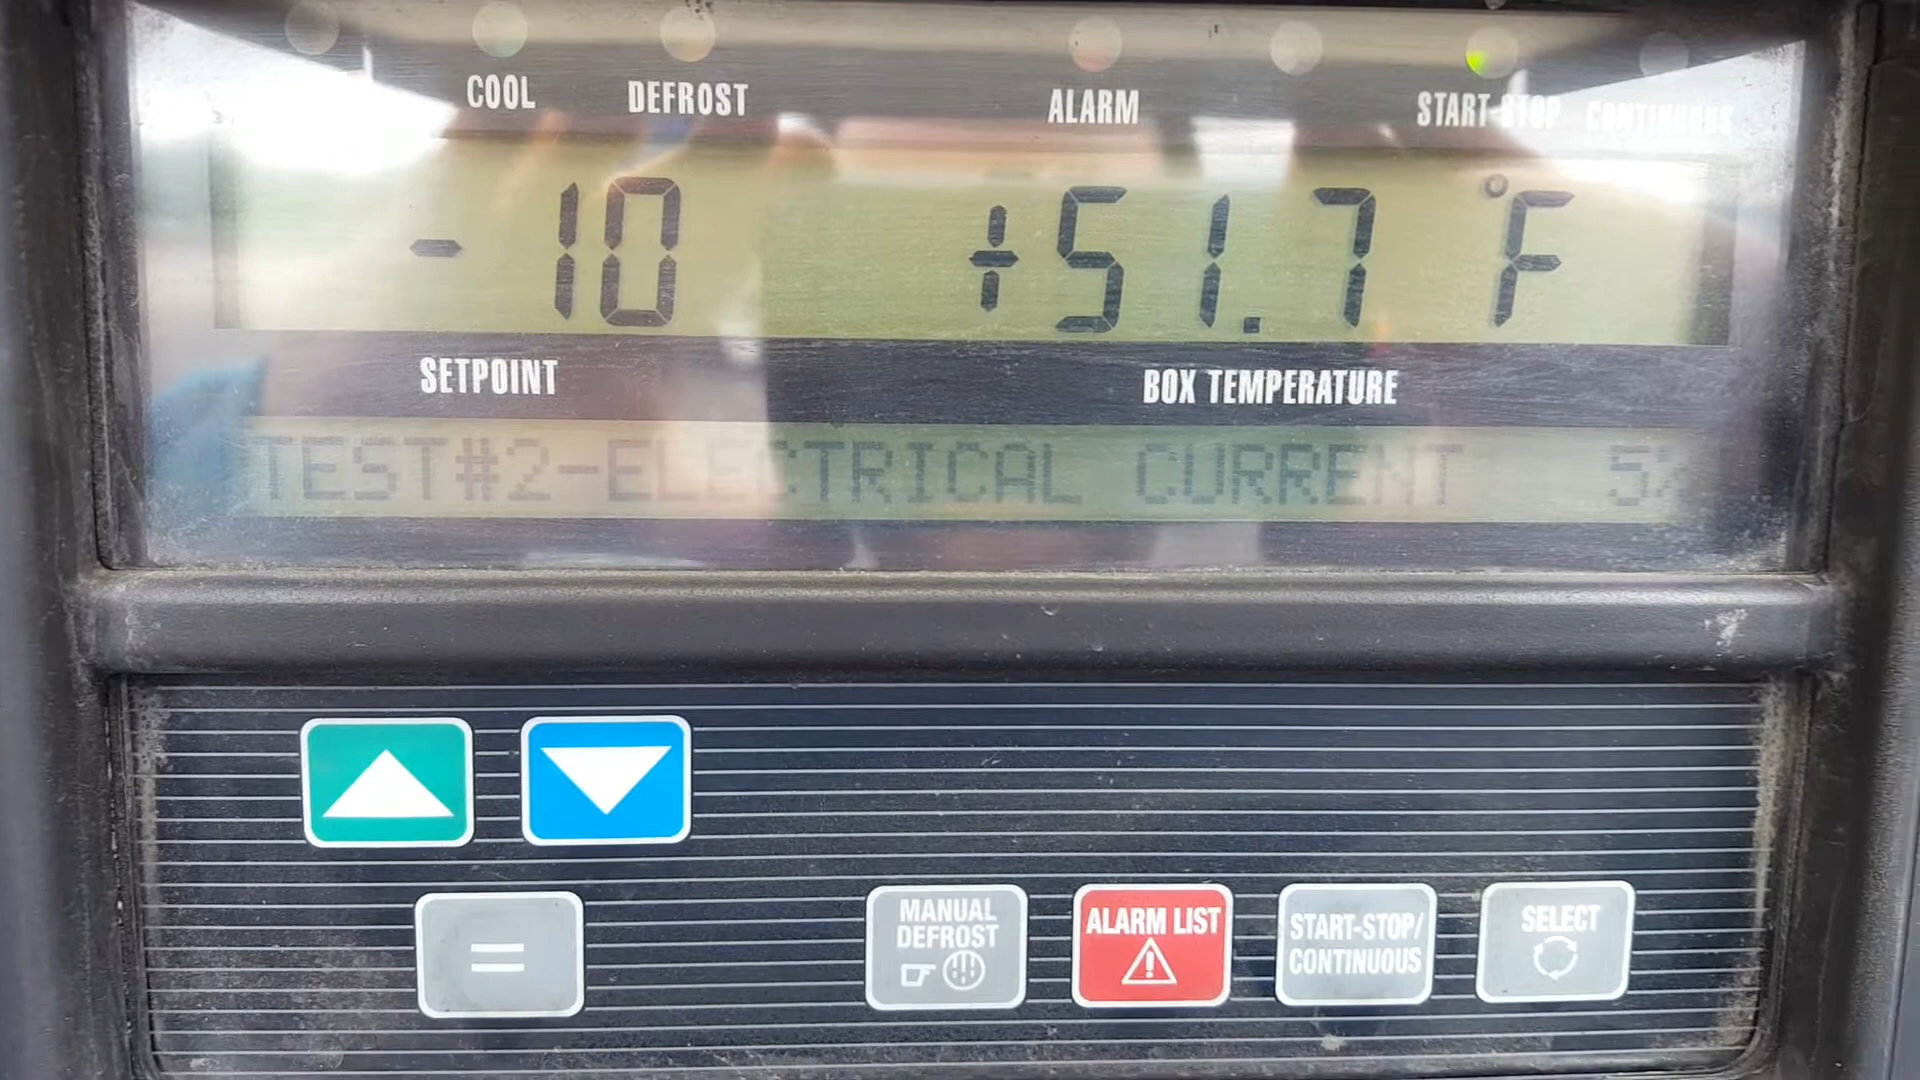 COOL DEFROST ALARM START-STOP CONTINUOUS
-10 +51.7 °F
SETPOINT BOX TEMPERATURE
TEST#2-ELECTRICAL CURRENT 5%
=
MANUAL DEFROST
ALARM LIST
!
START-STOP/
CONTINUOUS
SELECT